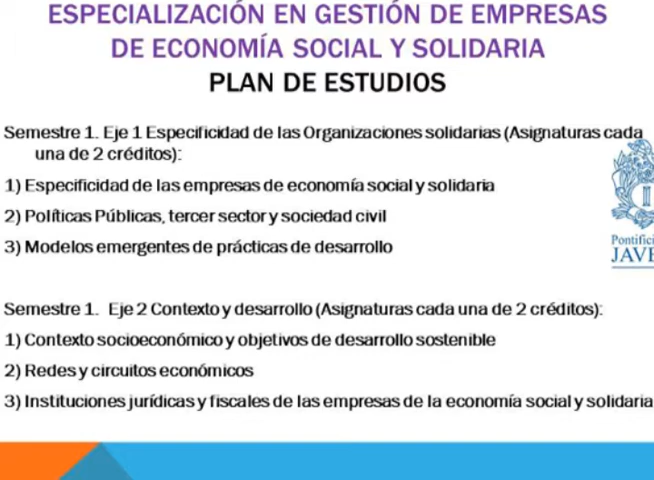 ESPECIALIZACIÓN EN GESTIÓN DE EMPRESAS
DE ECONOMÍA SOCIAL Y SOLIDARIA
PLAN DE ESTUDIOS
Semestre 1. Eje 1 Especificidad de las Organizaciones solidarias (Asignaturas cada
una de 2 créditos):
1) Especificidad de las empresas de economía social y solidaria
2) Políticas Públicas, tercer sector y sociedad civil
3) Modelos emergentes de prácticas de desarrollo
Pontifici
JAVE
Semestre 1. Eje 2 Contexto y desarrollo (Asignaturas cada una de 2 créditos):
1) Contexto socioeconómico y objetivos de desarrollo sostenible
2) Redes y circuitos económicos
3) Instituciones jurídicas y fiscales de las empresas de la economía social y solidaria